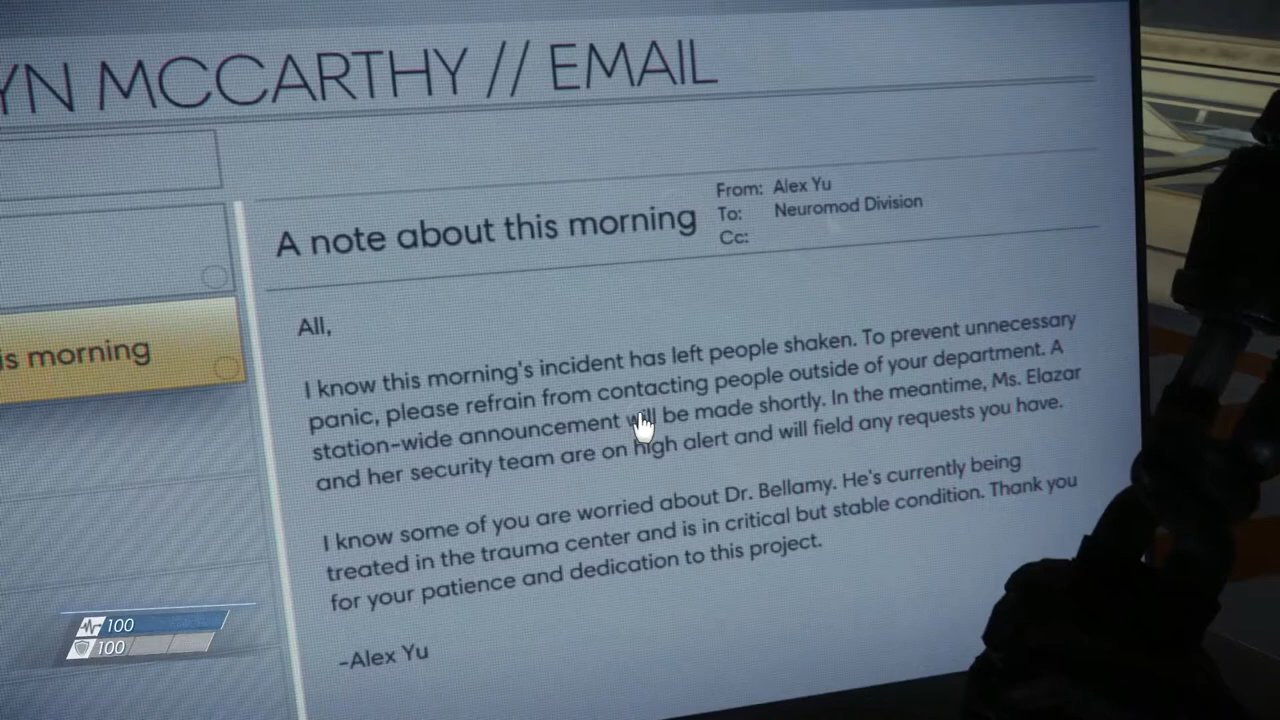 YN MCCARTHY // EMAIL
A note about this morning
From: Alex Yu
To: Neuromod Division
Cc:
is morning
All,
I know this morning's incident has left people shaken. To prevent unnecessary
panic, please refrain from contacting people outside of your department. A
station-wide announcement will be made shortly. In the meantime, Ms. Elazar
and her security team are on high alert and will field any requests you have.
I know some of you are worried about Dr. Bellamy. He's currently being
treated in the trauma center and is in critical but stable condition. Thank you
for your patience and dedication to this project.
-Alex Yu
100
100